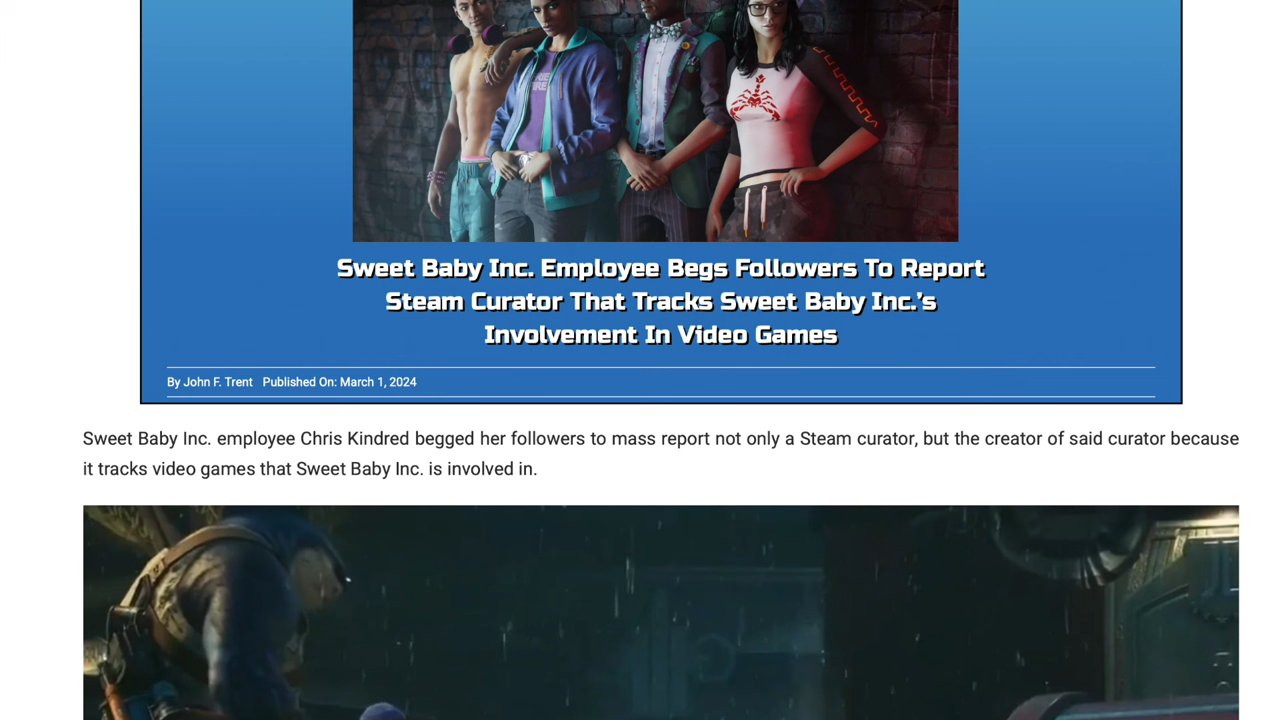 Sweet Baby Inc. Employee Begs Followers To Report
Steam Curator That Tracks Sweet Baby Inc.'s
Involvement In Video Games
By John F. Trent Published On: March 1, 2024
Sweet Baby Inc. employee Chris Kindred begged her followers to mass report not only a Steam curator, but the creator of said curator because
it tracks video games that Sweet Baby Inc. is involved in.